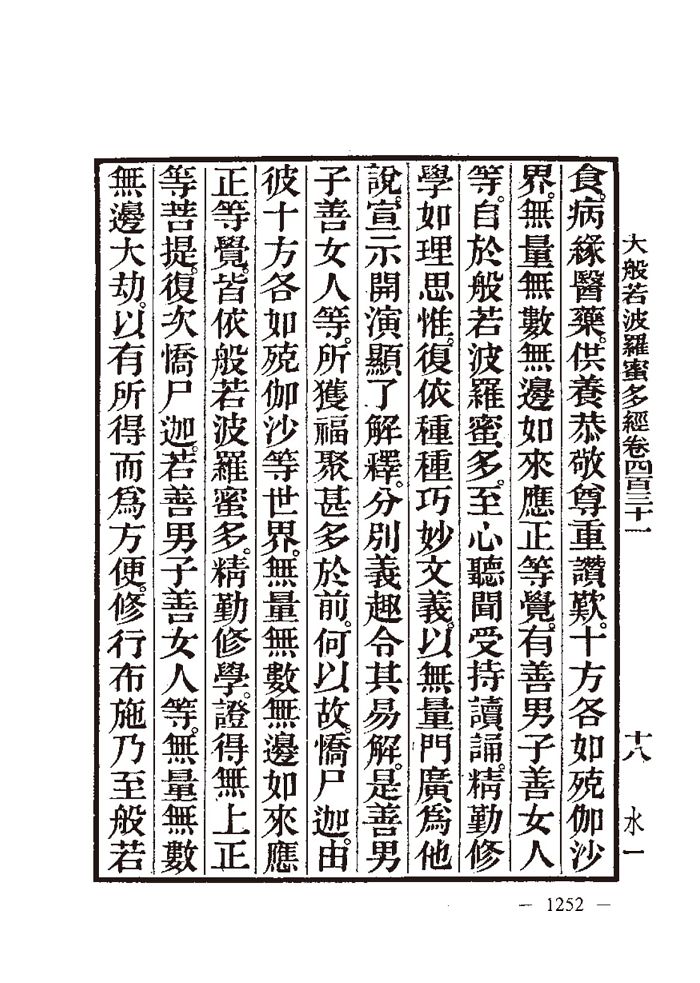 大般若波羅蜜多經卷四百三十一 十八 水一
食。病緣醫藥。供養恭敬尊重讚歎。十方各如殑伽沙
界。無量無數無邊如來應正等覺。有善男子善女人
等。自於般若波羅蜜多。至心聽聞受持讀誦。精勤修
學如理思惟。復依種種巧妙文義。以無量門廣為他
說。宣示開演顯了解釋。分別義趣令其易解。是善男
子善女人等。所獲福聚甚多於前。何以故。憍尸迦。由
彼十方各如殑伽沙等世界。無量無數無邊如來應
正等覺。皆依般若波羅蜜多。精勤修學。證得無上正
等菩提。復次憍尸迦。若善男子善女人等。無量無數
無邊大劫。以有所得而為方便。修行布施乃至般若
— 1252 —